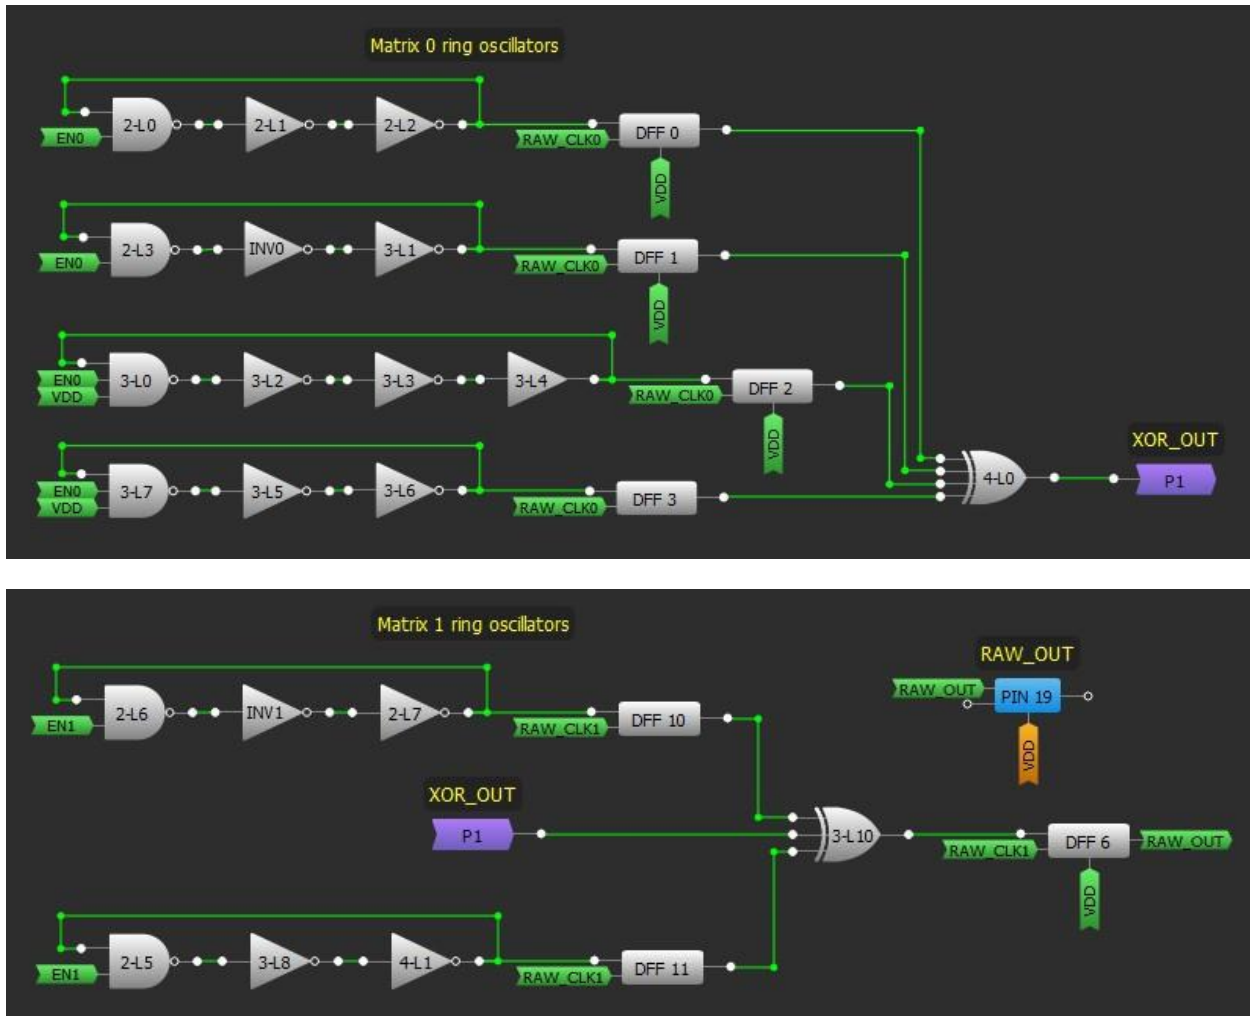 Matrix 0 ring oscillators
EN0
2-L0
2-L1
2-L2
RAW_CLK0
DFF 0
VDD
EN0
2-L3
INV0
3-L1
RAW_CLK0
DFF 1
VDD
EN0
VDD
3-L0
3-L2
3-L3
3-L4
RAW_CLK0
DFF 2
VDD
EN0
VDD
3-L7
3-L5
3-L6
RAW_CLK0
DFF 3
4-L0
XOR_OUT
P1
Matrix 1 ring oscillators
EN1
2-L6
INV1
2-L7
RAW_CLK1
DFF 10
RAW_OUT
RAW_OUT
PIN 19
VDD
XOR_OUT
P1
3-L10
RAW_CLK1
DFF 6
RAW_OUT
VDD
EN1
2-L5
3-L8
4-L1
RAW_CLK1
DFF 11